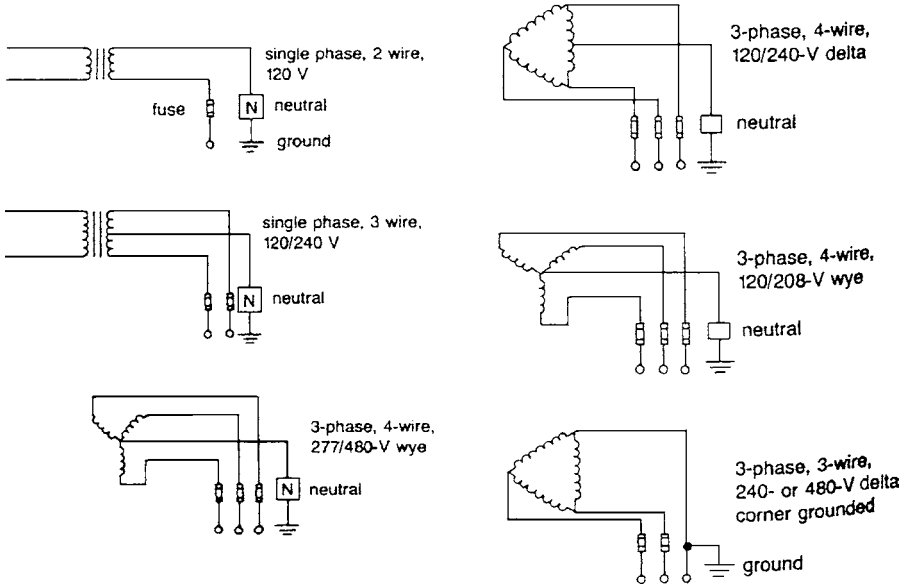 single phase, 2 wire,
120 V
fuse
N
neutral
ground
single phase, 3 wire,
120/240 V
N
neutral
3-phase, 4-wire,
277/480-V wye
N
neutral
3-phase, 4-wire,
120/240-V delta
neutral
3-phase, 4-wire,
120/208-V wye
neutral
3-phase, 3-wire,
240- or 480-V delta
corner grounded
ground